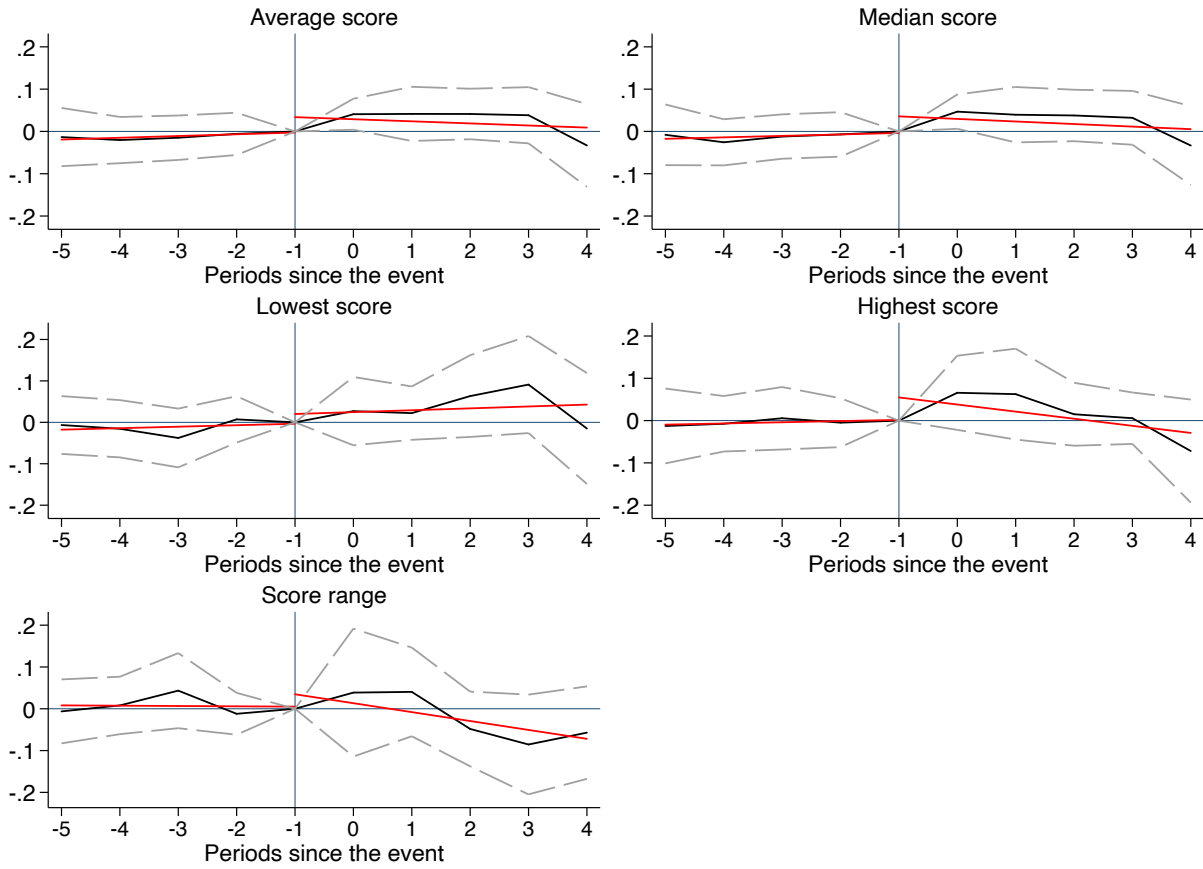 Average score
.2
.1
0
-.1
-.2
-5 -4 -3 -2 -1 0 1 2 3 4
Periods since the event
Median score
.2
.1
0
-.1
-.2
-5 -4 -3 -2 -1 0 1 2 3 4
Periods since the event
Lowest score
.2
.1
0
-.1
-.2
-5 -4 -3 -2 -1 0 1 2 3 4
Periods since the event
Highest score
.2
.1
0
-.1
-.2
-5 -4 -3 -2 -1 0 1 2 3 4
Periods since the event
Score range
.2
.1
0
-.1
-.2
-5 -4 -3 -2 -1 0 1 2 3 4
Periods since the event